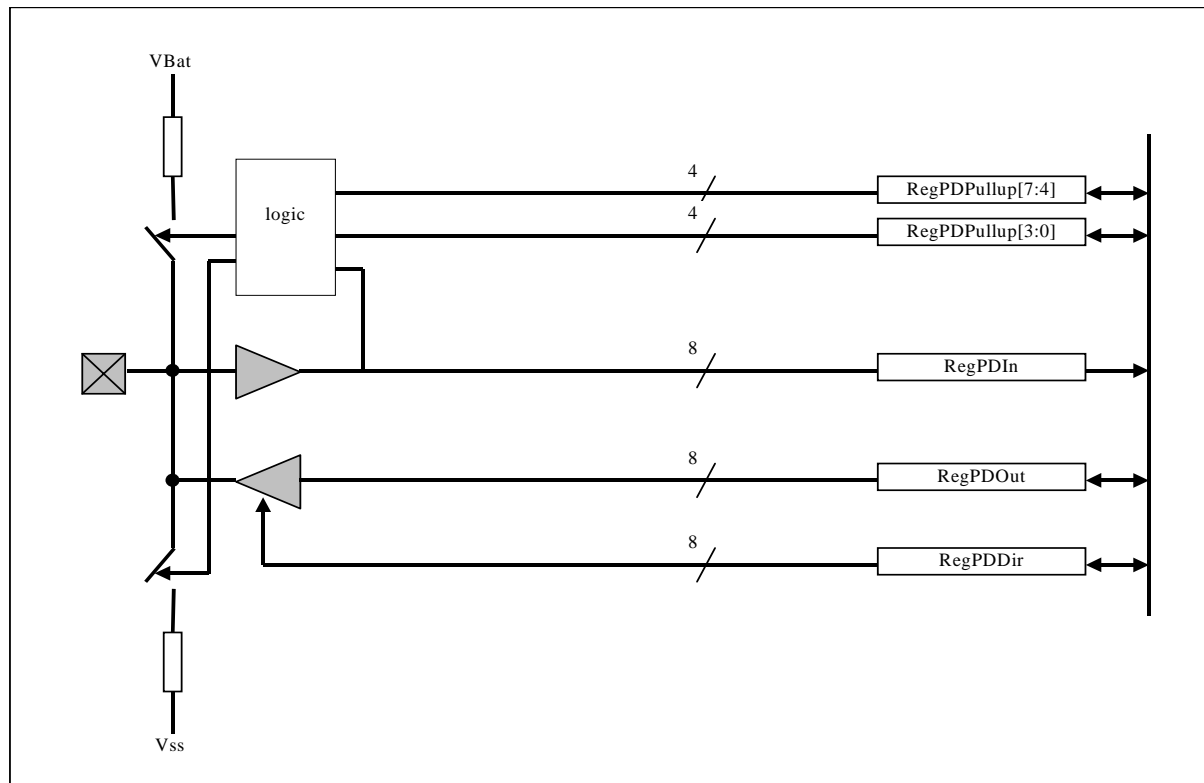 VBat
4
RegPDPullup[7:4]
logic
4
RegPDPullup[3:0]
8
RegPDIn
8
RegPDOut
8
RegPDDir
Vss